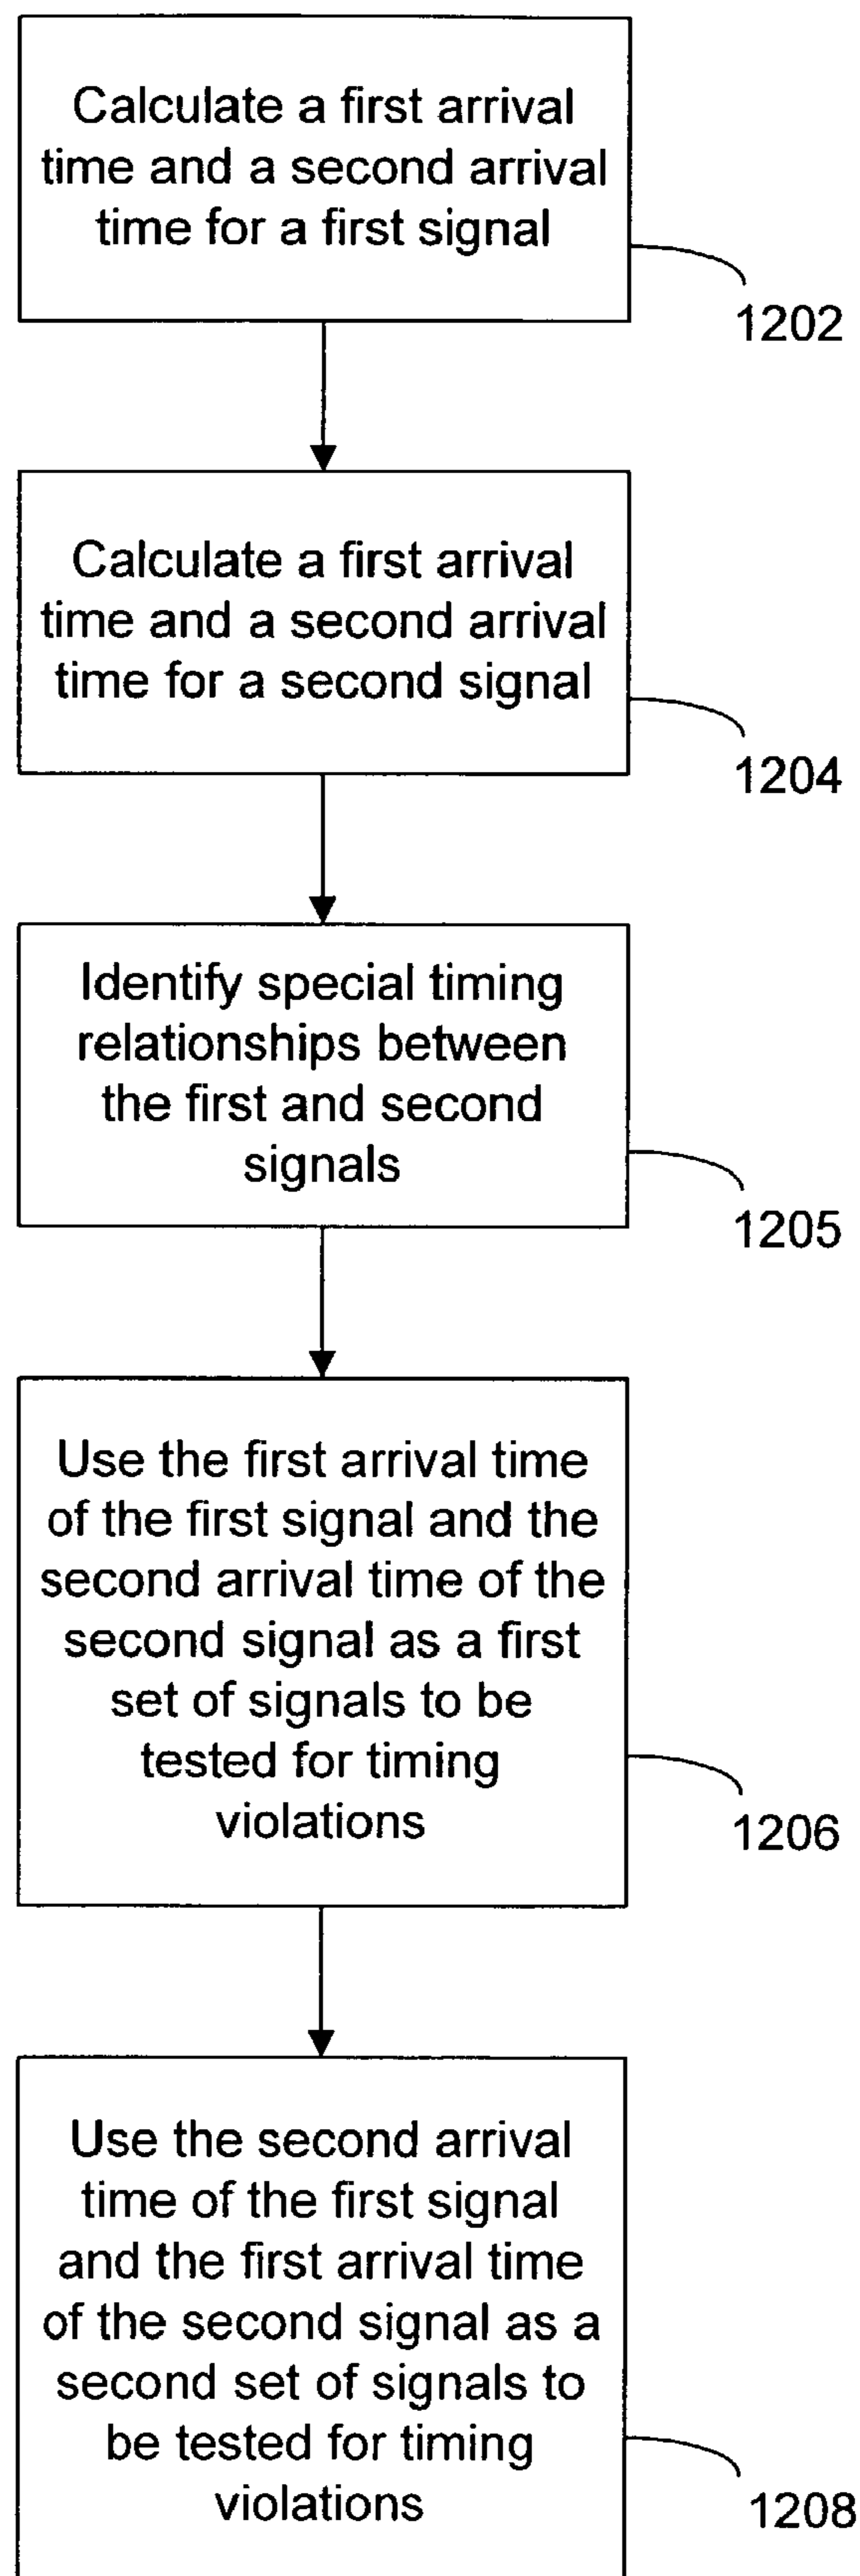 Calculate a first arrival
time and a second arrival
time for a first signal
1202
Calculate a first arrival
time and a second arrival
time for a second signal
1204
Identify special timing
relationships between
the first and second
signals
1205
Use the first arrival time
of the first signal and the
second arrival time of the
second signal as a first
set of signals to be
tested for timing
violations
1206
Use the second arrival
time of the first signal
and the first arrival time
of the second signal as a
second set of signals to
be tested for timing
violations
1208